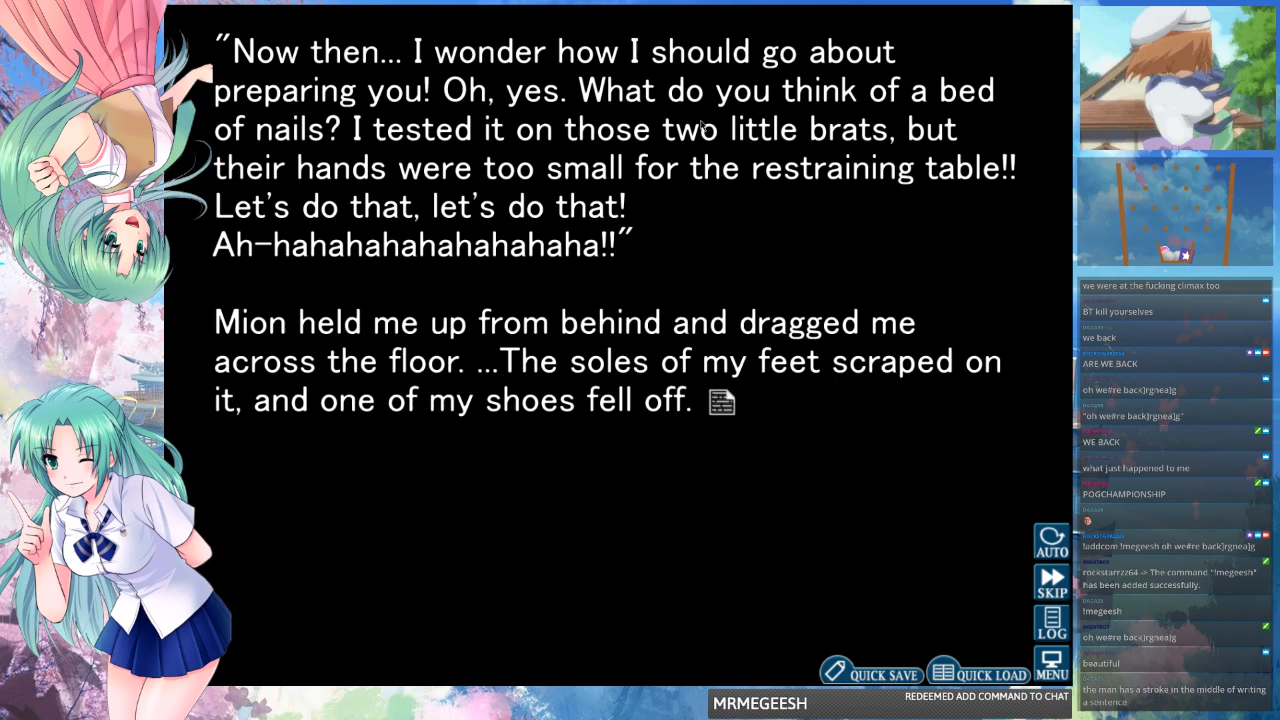 "Now then... I wonder how I should go about
preparing you! Oh, yes. What do you think of a bed
of nails? I tested it on those two little brats, but
their hands were too small for the restraining table!!
Let's do that, let's do that!
Ah-hahahahahahahahaha!!"
Mion held me up from behind and dragged me
across the floor. ...The soles of my feet scraped on
it, and one of my shoes fell off.
AUTO
SKIP
LOG
MENU
QUICK SAVE
QUICK LOAD
MRMEGEESH
REDEEMED ADD COMMAND TO CHAT
we were at the fucking climax too
BT kill yourselves
we back
ARE WE BACK
oh we#re back]rgnea]g
"oh we#re back]rgnea]g"
WE BACK
what just happened to me
POGCHAMPIONSHIP
!addcom !megeesh oh we#re back]rgnea]g
rockstarrzz64 -> The command "!megeesh"
has been added successfully.
!megeesh
oh we#re back]rgnea]g
beautiful
the man has a stroke in the middle of writing
a sentence